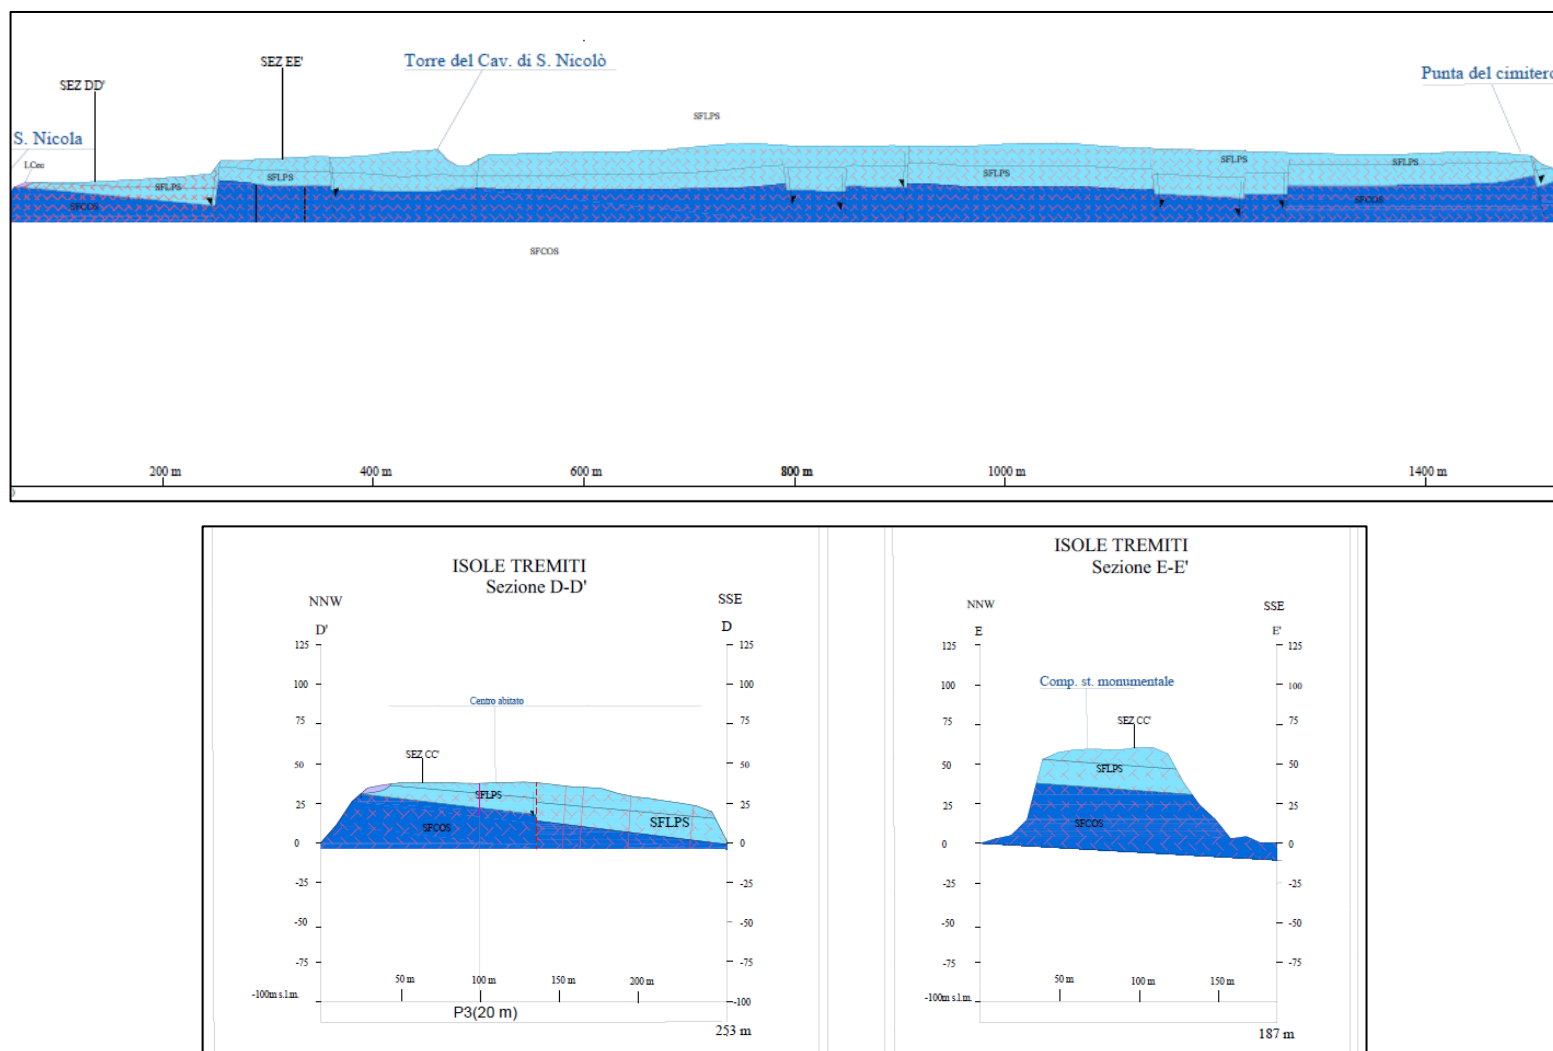 Torre del Cav. di S. Nicolò
SEZ EE'
SEZ DD'
Punta del cimitero
S. Nicola
SFLPS
LCec
SFLPS
SFLPS
SFLPS
SFLPS
SFLPS
SFCOS
SFCOS
SFCOS
200 m
400 m
600 m
800 m
1000 m
1400 m
ISOLE TREMITI
Sezione D-D'
NNW
SSE
D'
D
125
125
100
100
75
75
50
50
25
25
0
0
-25
-25
-50
-50
-75
-75
-100m s.l.m.
-100
Centro abitato
SEZ CC'
SFLPS
SFLPS
SFCOS
50 m
100 m
150 m
200 m
P3(20 m)
253 m
ISOLE TREMITI
Sezione E-E'
NNW
SSE
E
E'
125
125
100
100
75
75
50
50
25
25
0
0
-25
-25
-50
-50
-75
-75
-100m s.l.m.
Comp. st. monumentale
SEZ CC'
SFLPS
SFCOS
50 m
100 m
150 m
187 m